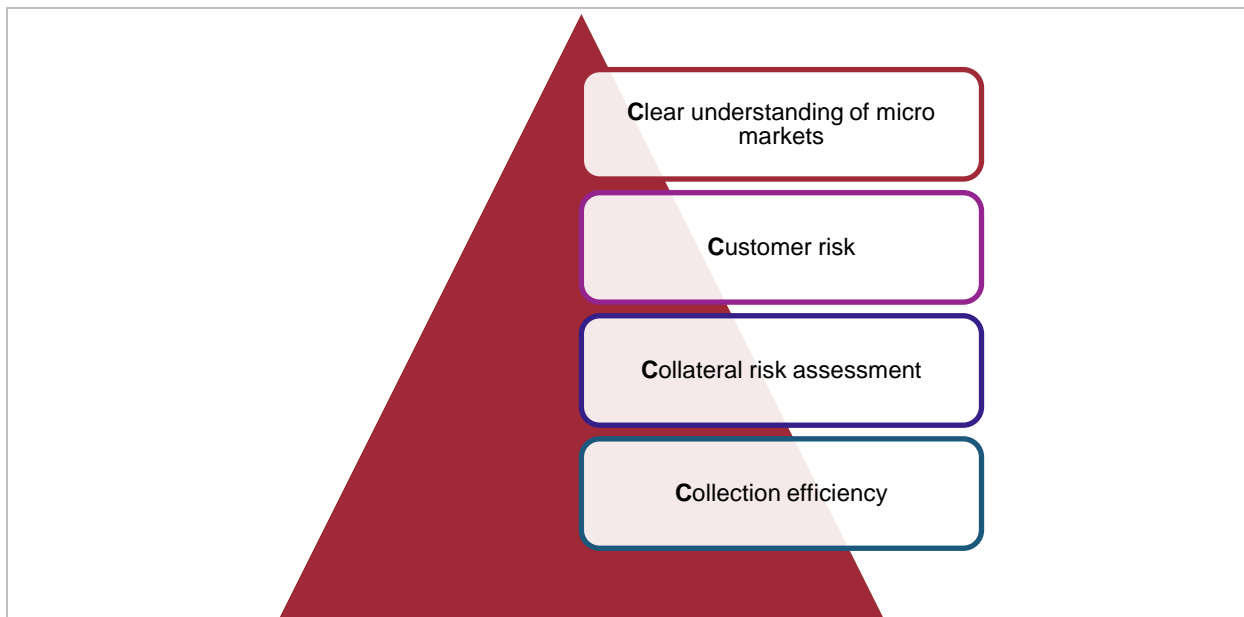 Clear understanding of micro
markets
Customer risk
Collateral risk assessment
Collection efficiency